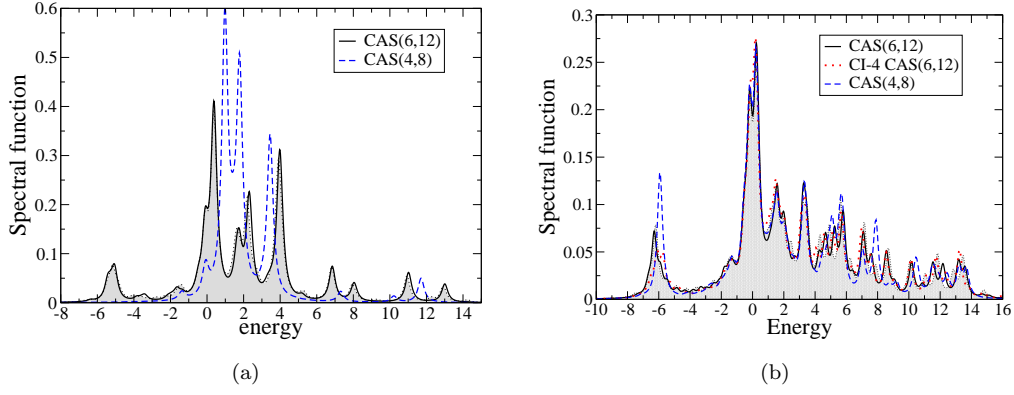 0.6
0.5
0.4
0.3
0.2
0.1
0
Spectral function
CAS(6,12)
CAS(4,8)
-8 -6 -4 -2 0 2 4 6 8 10 12 14
energy
(a)
0.3
0.25
0.2
0.15
0.1
0.05
0
Spectral function
CAS(6,12)
CI-4 CAS(6,12)
CAS(4,8)
-10 -8 -6 -4 -2 0 2 4 6 8 10 12 14 16
Energy
(b)